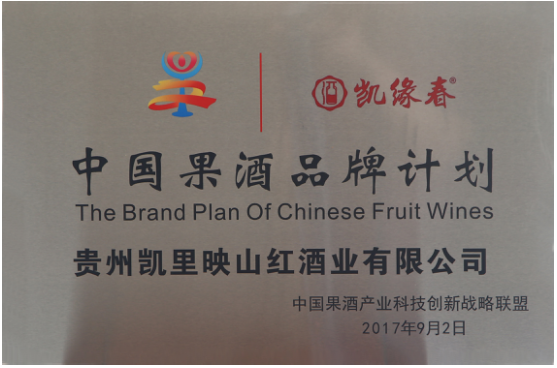 凯缘春®
中国果酒品牌计划
The Brand Plan Of Chinese Fruit Wines
贵州凯里映山红酒业有限公司
中国果酒产业科技创新战略联盟
2017年9月2日